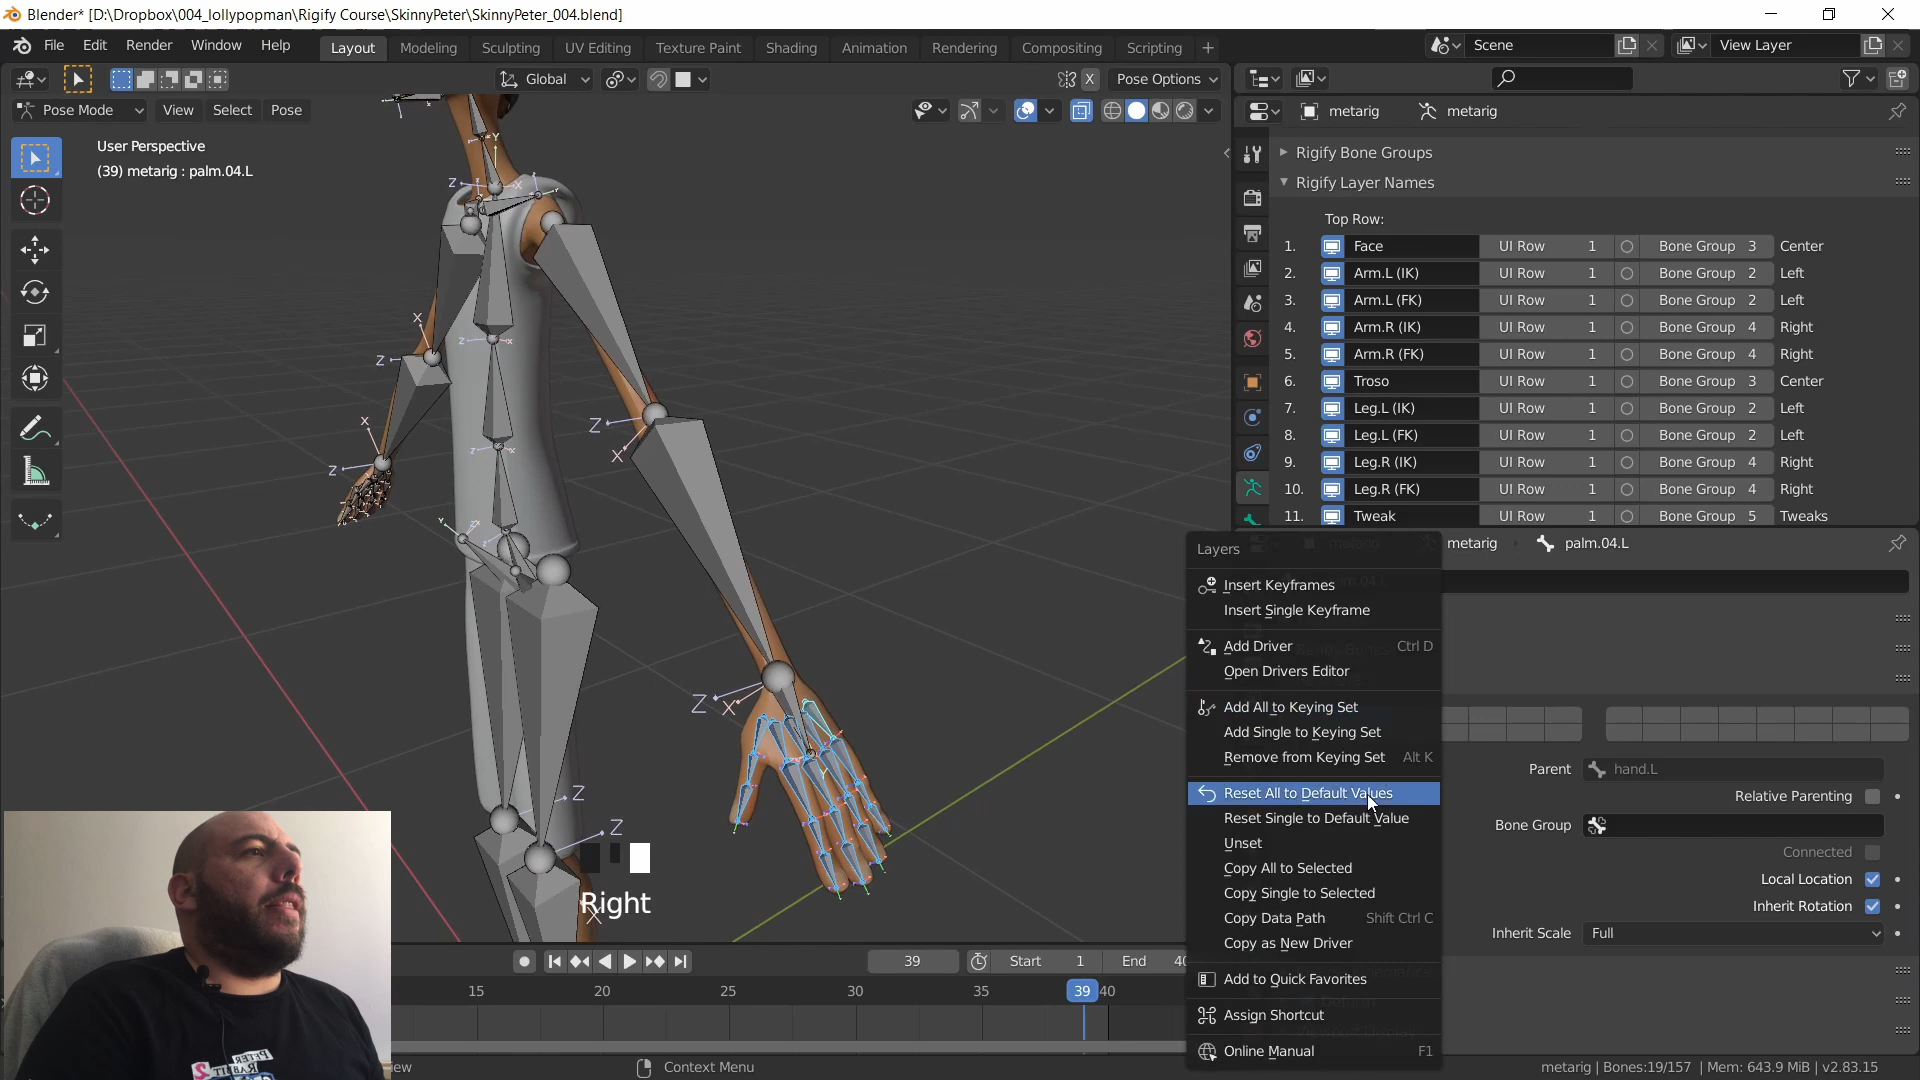 Blender* [D:\Dropbox\004_lollypopman\Rigify Course\SkinnyPeter\SkinnyPeter_004.blend]
File Edit Render Window Help Layout Modeling Sculpting UV Editing Texture Paint Shading Animation Rendering Compositing Scripting + Scene View Layer
Global X Pose Options
Pose Mode View Select Pose metarig metarig
User Perspective
(39) metarig : palm.04.L
Rigify Bone Groups
Rigify Layer Names
Top Row:
1. Face UI Row 1 Bone Group 3 Center
2. Arm.L (IK) UI Row 1 Bone Group 2 Left
3. Arm.L (FK) UI Row 1 Bone Group 2 Left
4. Arm.R (IK) UI Row 1 Bone Group 4 Right
5. Arm.R (FK) UI Row 1 Bone Group 4 Right
6. Troso UI Row 1 Bone Group 3 Center
7. Leg.L (IK) UI Row 1 Bone Group 2 Left
8. Leg.L (FK) UI Row 1 Bone Group 2 Left
9. Leg.R (IK) UI Row 1 Bone Group 4 Right
10. Leg.R (FK) UI Row 1 Bone Group 4 Right
11. Tweak UI Row 1 Bone Group 5 Tweaks
metarig palm.04.L
Layers
Insert Keyframes
Insert Single Keyframe
Add Driver Ctrl D
Open Drivers Editor
Add All to Keying Set
Add Single to Keying Set
Remove from Keying Set Alt K
Reset All to Default Values
Reset Single to Default Value
Unset
Copy All to Selected
Copy Single to Selected
Copy Data Path Shift Ctrl C
Copy as New Driver
Add to Quick Favorites
Assign Shortcut
Online Manual F1
Parent hand.L
Relative Parenting
Bone Group
Connected
Local Location
Inherit Rotation
Inherit Scale Full
Right
39 Start 1 End 40
15 20 25 30 35 39 40
Context Menu
metarig | Bones:19/157 | Mem: 643.9 MiB | v2.83.15